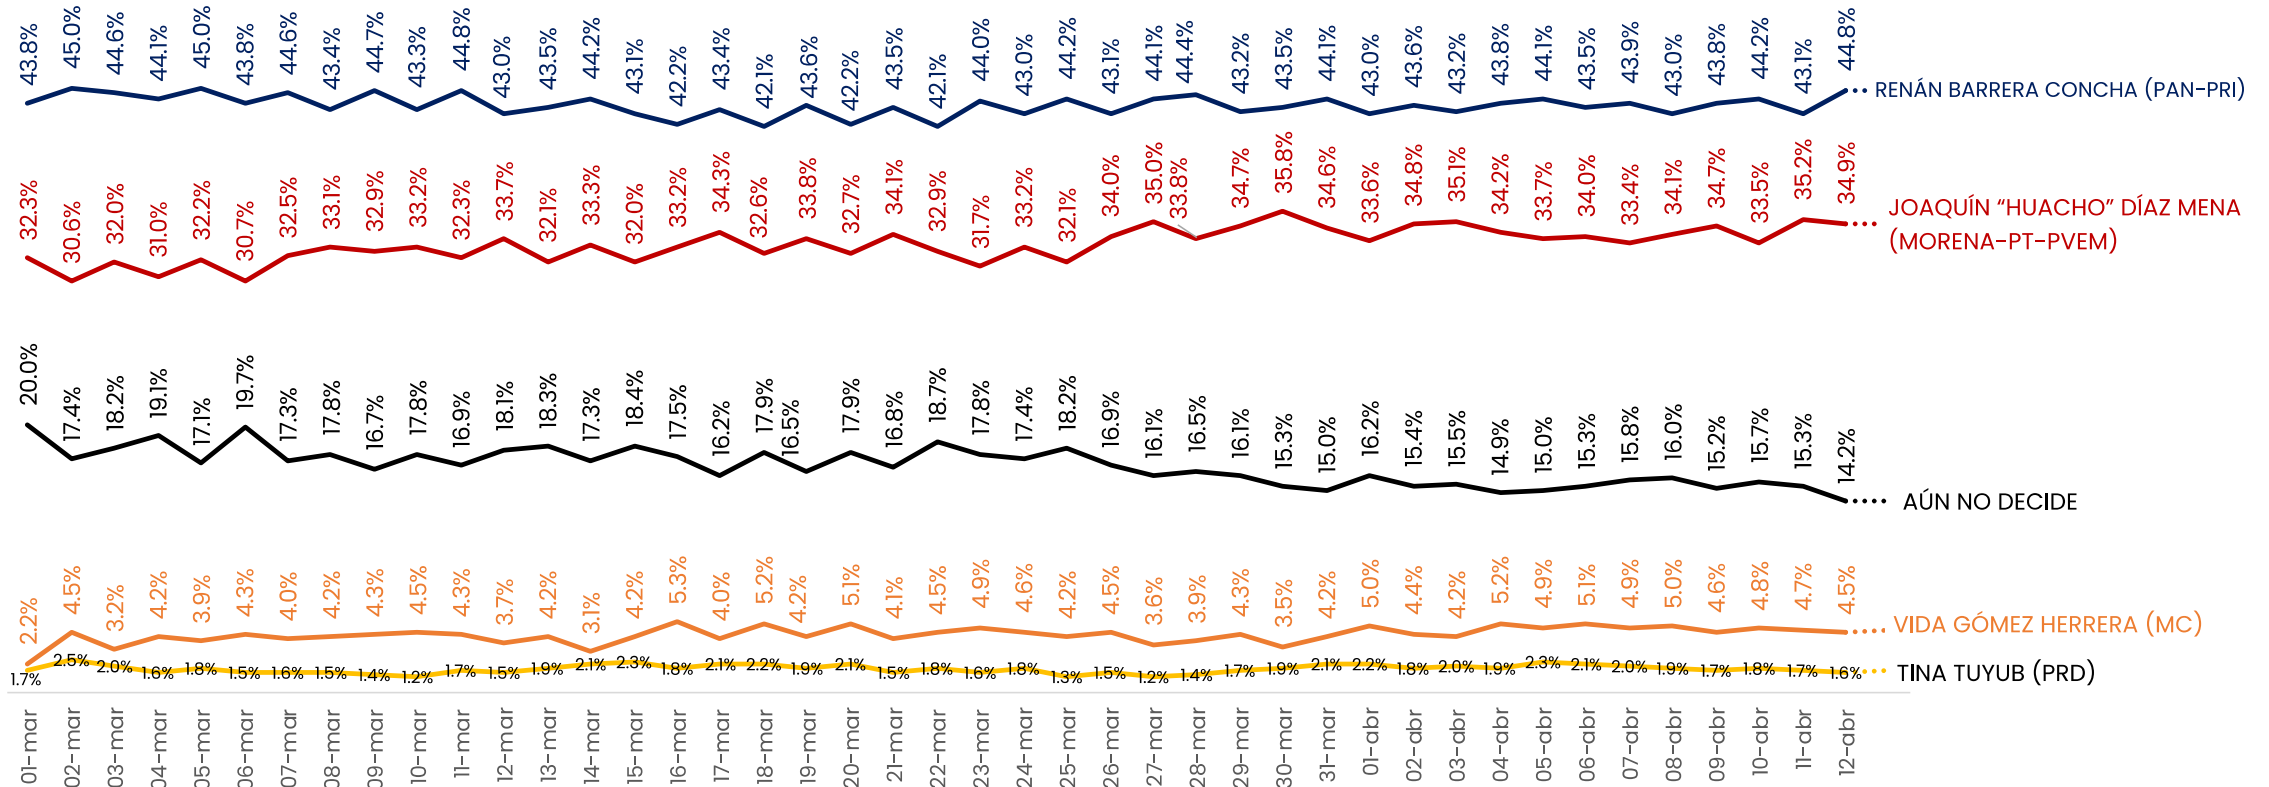 43.8% 45.0% 44.6% 44.1% 45.0% 43.8% 44.6% 43.4% 44.7% 43.3% 44.8% 43.0% 43.5% 44.2% 43.1% 42.2% 43.4% 42.1% 43.6% 42.2% 43.5% 42.1% 44.0% 43.0% 44.2% 43.1% 44.1% 44.4% 43.2% 43.5% 44.1% 43.0% 43.6% 43.2% 43.8% 44.1% 43.5% 43.9% 43.0% 43.8% 44.2% 43.1% 44.8%
RENÁN BARRERA CONCHA (PAN-PRI)
32.3% 30.6% 32.0% 31.0% 32.2% 30.7% 32.5% 33.1% 32.9% 33.2% 32.3% 33.7% 32.1% 33.3% 32.0% 33.2% 34.3% 32.6% 33.8% 32.7% 34.1% 32.9% 31.7% 33.2% 32.1% 34.0% 35.0% 33.8% 34.7% 35.8% 34.6% 33.6% 34.8% 35.1% 34.2% 33.7% 34.0% 33.4% 34.1% 34.7% 33.5% 35.2% 34.9%
JOAQUÍN “HUACHO” DÍAZ MENA
(MORENA-PT-PVEM)
20.0% 17.4% 18.2% 19.1% 17.1% 19.7% 17.3% 17.8% 16.7% 17.8% 16.9% 18.1% 18.3% 17.3% 18.4% 17.5% 16.2% 17.9% 16.5% 17.9% 16.8% 18.7% 17.8% 17.4% 18.2% 16.9% 16.1% 16.5% 16.1% 15.3% 15.0% 16.2% 15.4% 15.5% 14.9% 15.0% 15.3% 15.8% 16.0% 15.2% 15.7% 15.3% 14.2%
AÚN NO DECIDE
2.2% 4.5% 3.2% 4.2% 3.9% 4.3% 4.0% 4.2% 4.3% 4.5% 4.3% 3.7% 4.2% 3.1% 4.2% 5.3% 4.0% 5.2% 4.2% 5.1% 4.1% 4.5% 4.9% 4.6% 4.2% 4.5% 3.6% 3.9% 4.3% 3.5% 4.2% 5.0% 4.4% 4.2% 5.2% 4.9% 5.1% 4.9% 5.0% 4.6% 4.8% 4.7% 4.5%
VIDA GÓMEZ HERRERA (MC)
1.7% 2.5% 2.0% 1.6% 1.8% 1.5% 1.6% 1.5% 1.4% 1.2% 1.7% 1.5% 1.9% 2.1% 2.3% 1.8% 2.1% 2.2% 1.9% 2.1% 1.5% 1.8% 1.6% 1.8% 1.3% 1.5% 1.2% 1.4% 1.7% 1.9% 2.1% 2.2% 1.8% 2.0% 1.9% 2.3% 2.1% 2.0% 1.9% 1.7% 1.8% 1.7% 1.6%
TINA TUYUB (PRD)
01-mar 02-mar 03-mar 04-mar 05-mar 06-mar 07-mar 08-mar 09-mar 10-mar 11-mar 12-mar 13-mar 14-mar 15-mar 16-mar 17-mar 18-mar 19-mar 20-mar 21-mar 22-mar 23-mar 24-mar 25-mar 26-mar 27-mar 28-mar 29-mar 30-mar 31-mar 01-abr 02-abr 03-abr 04-abr 05-abr 06-abr 07-abr 08-abr 09-abr 10-abr 11-abr 12-abr